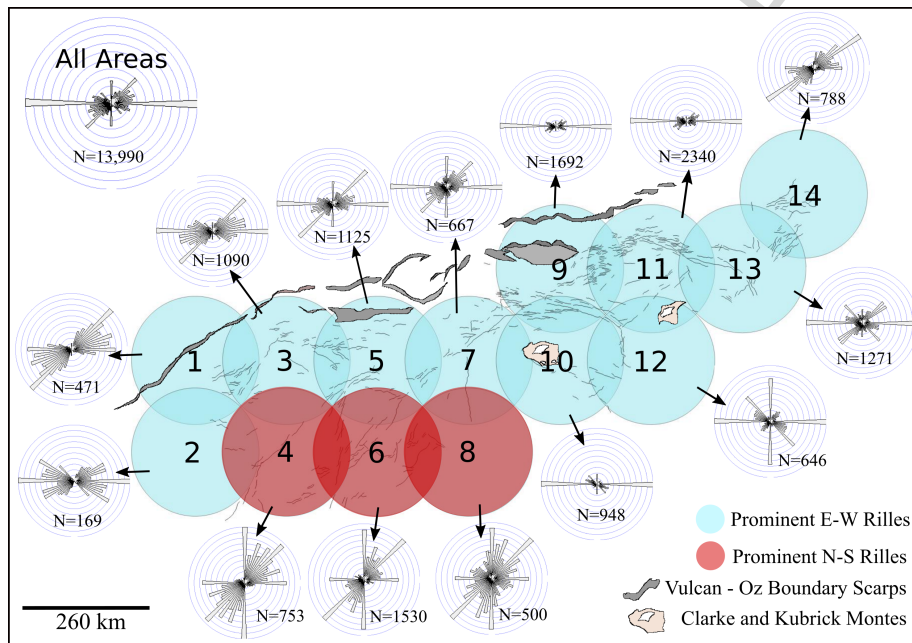 All Areas
N=13,990
N=1090
N=1125
N=667
N=1692
N=2340
N=788
14
9
11
13
N=471
1
3
5
7
10
12
N=1271
2
4
6
8
N=646
N=169
N=948
N=753
N=1530
N=500
Prominent E-W Rilles
Prominent N-S Rilles
Vulcan - Oz Boundary Scarps
Clarke and Kubrick Montes
260 km